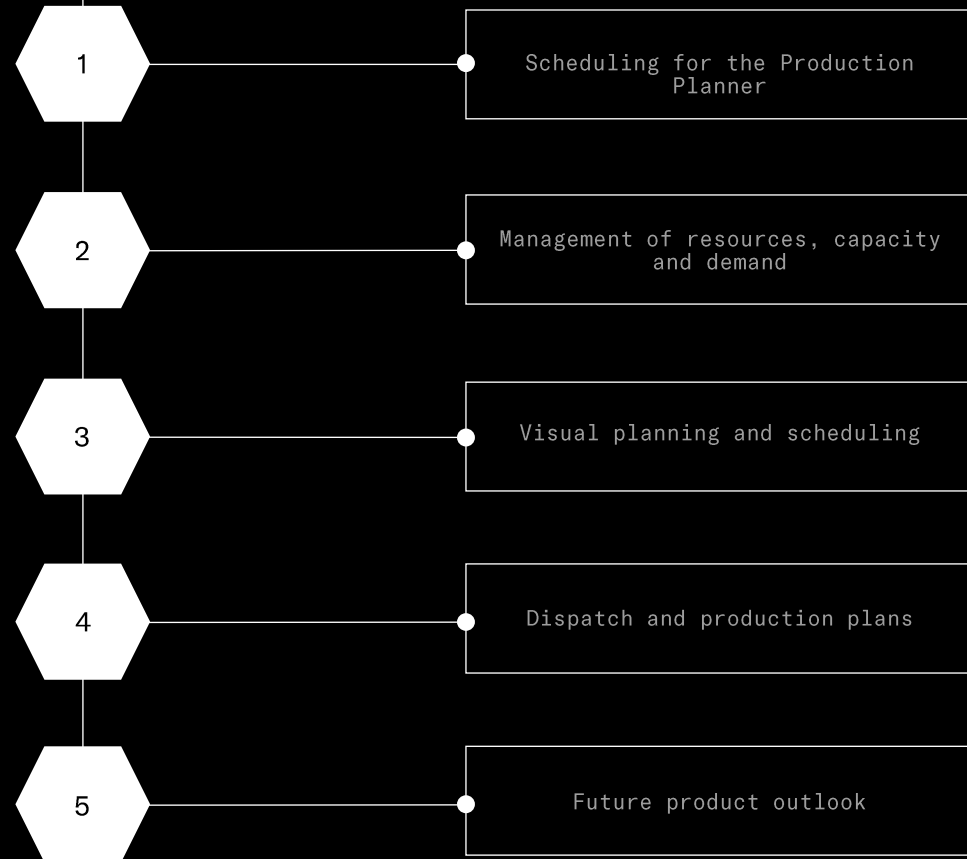 1
Scheduling for the Production
Planner
2
Management of resources, capacity
and demand
3
Visual planning and scheduling
4
Dispatch and production plans
5
Future product outlook